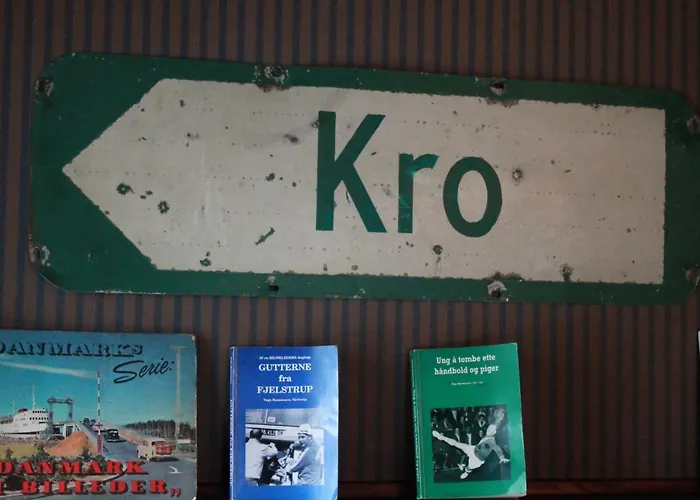 Kro
DANMARKS
Serie:
DANMARK
I BILLEDER„
GUTTERNE
fra
FJELSTRUP
Ung å tombe ette
håndbold og piger